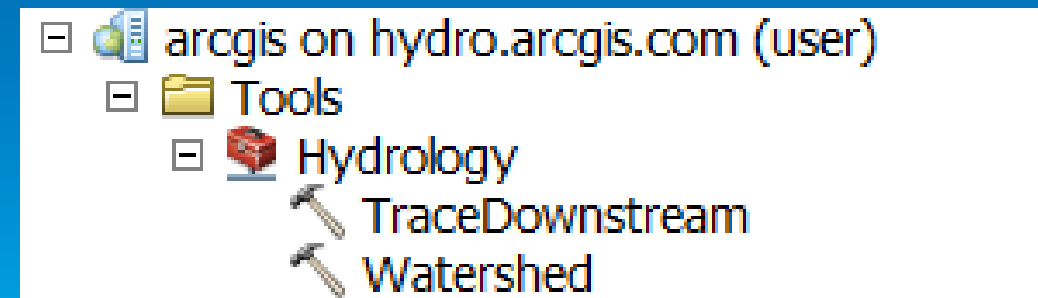 arcgis on hydro.arcgis.com (user)
Tools
Hydrology
TraceDownstream
Watershed